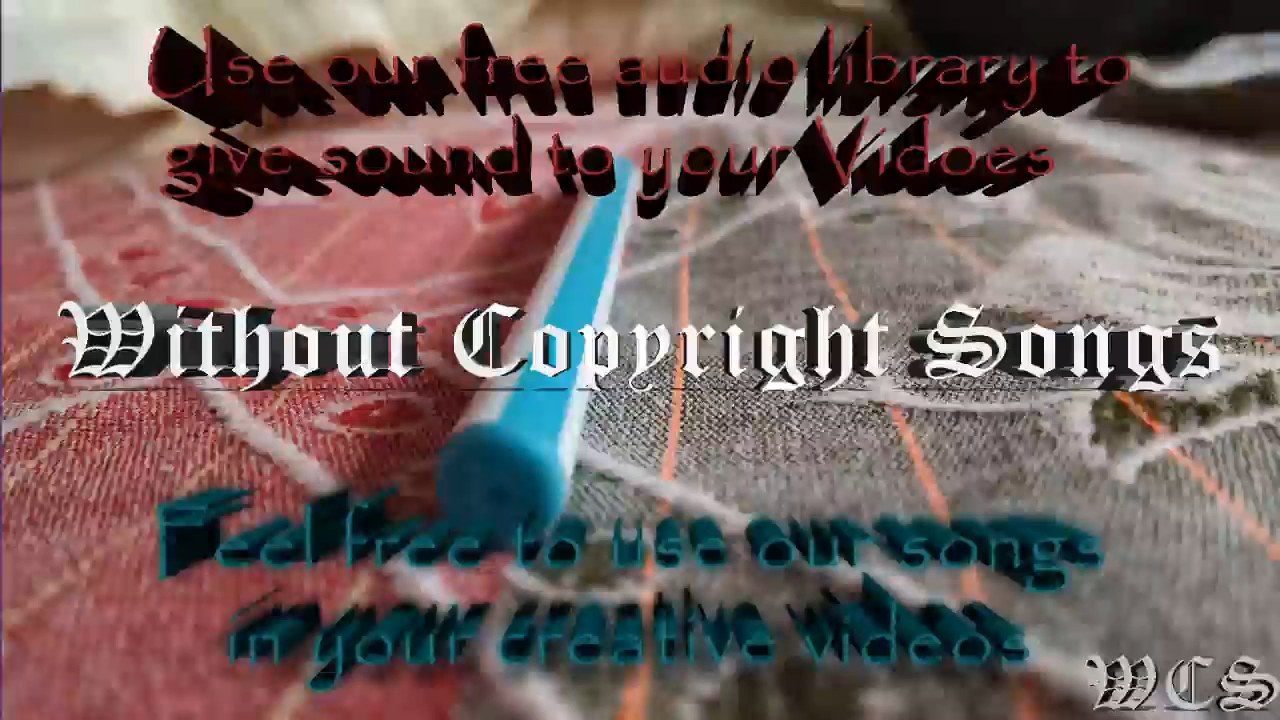 Use our free audio library to
give sound to your Vidoes
Without Copyright Songs
Feel free to use our songs
in your creative videos
WCS